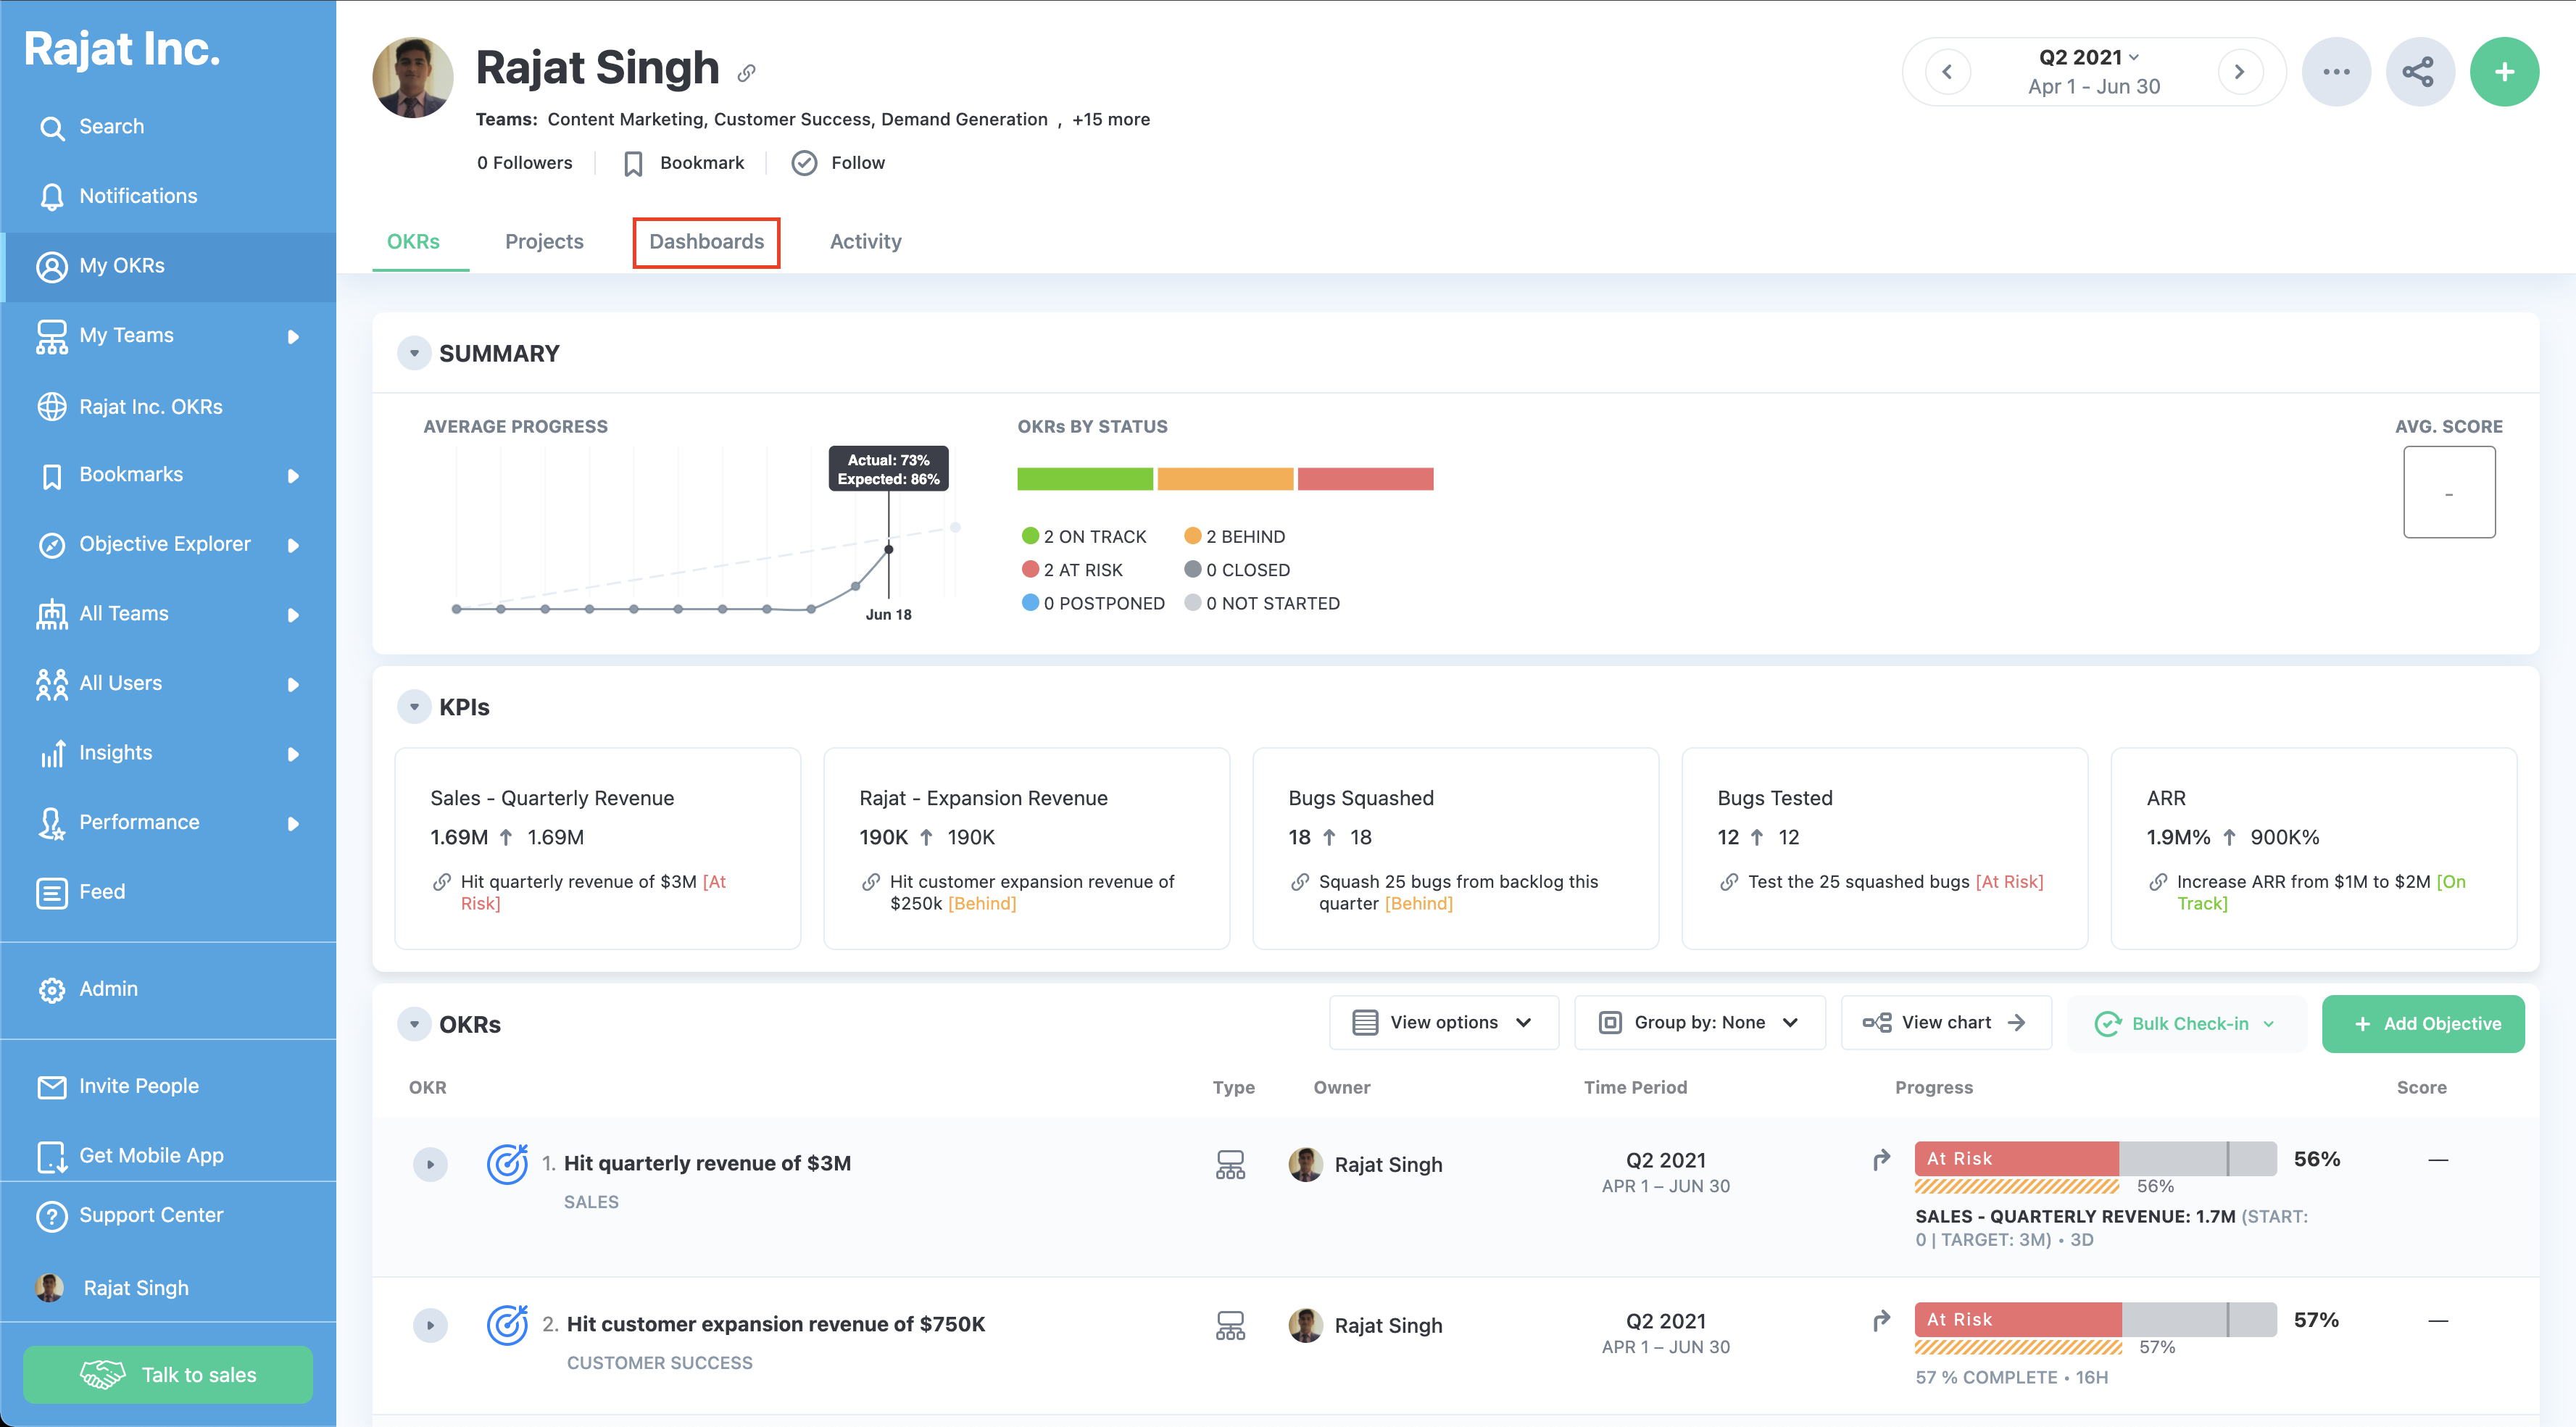 Rajat Inc.
Search
Notifications
My OKRs
My Teams
Rajat Inc. OKRs
Bookmarks
Objective Explorer
All Teams
All Users
Insights
Performance
Feed
Admin
Invite People
Get Mobile App
Support Center
Rajat Singh
Talk to sales
Rajat Singh
Teams: Content Marketing, Customer Success, Demand Generation , +15 more
0 Followers Bookmark Follow
Q2 2021
Apr 1 - Jun 30
OKRs Projects Dashboards Activity
SUMMARY
AVERAGE PROGRESS
Actual: 73%
Expected: 86%
Jun 18
OKRs BY STATUS
2 ON TRACK 2 BEHIND
2 AT RISK 0 CLOSED
0 POSTPONED 0 NOT STARTED
AVG. SCORE
-
KPIs
Sales - Quarterly Revenue
1.69M ↑ 1.69M
Hit quarterly revenue of $3M [At
Risk]
Rajat - Expansion Revenue
190K ↑ 190K
Hit customer expansion revenue of
$250k [Behind]
Bugs Squashed
18 ↑ 18
Squash 25 bugs from backlog this
quarter [Behind]
Bugs Tested
12 ↑ 12
Test the 25 squashed bugs [At Risk]
ARR
1.9M% ↑ 900K%
Increase ARR from $1M to $2M [On
Track]
OKRs
View options Group by: None View chart → Bulk Check-in + Add Objective
OKR Type Owner Time Period Progress Score
1. Hit quarterly revenue of $3M
SALES
Rajat Singh
Q2 2021
APR 1 – JUN 30
At Risk 56% —
56%
SALES - QUARTERLY REVENUE: 1.7M (START:
0 | TARGET: 3M) • 3D
2. Hit customer expansion revenue of $750K
CUSTOMER SUCCESS
Rajat Singh
Q2 2021
APR 1 – JUN 30
At Risk 57% —
57%
57 % COMPLETE • 16H